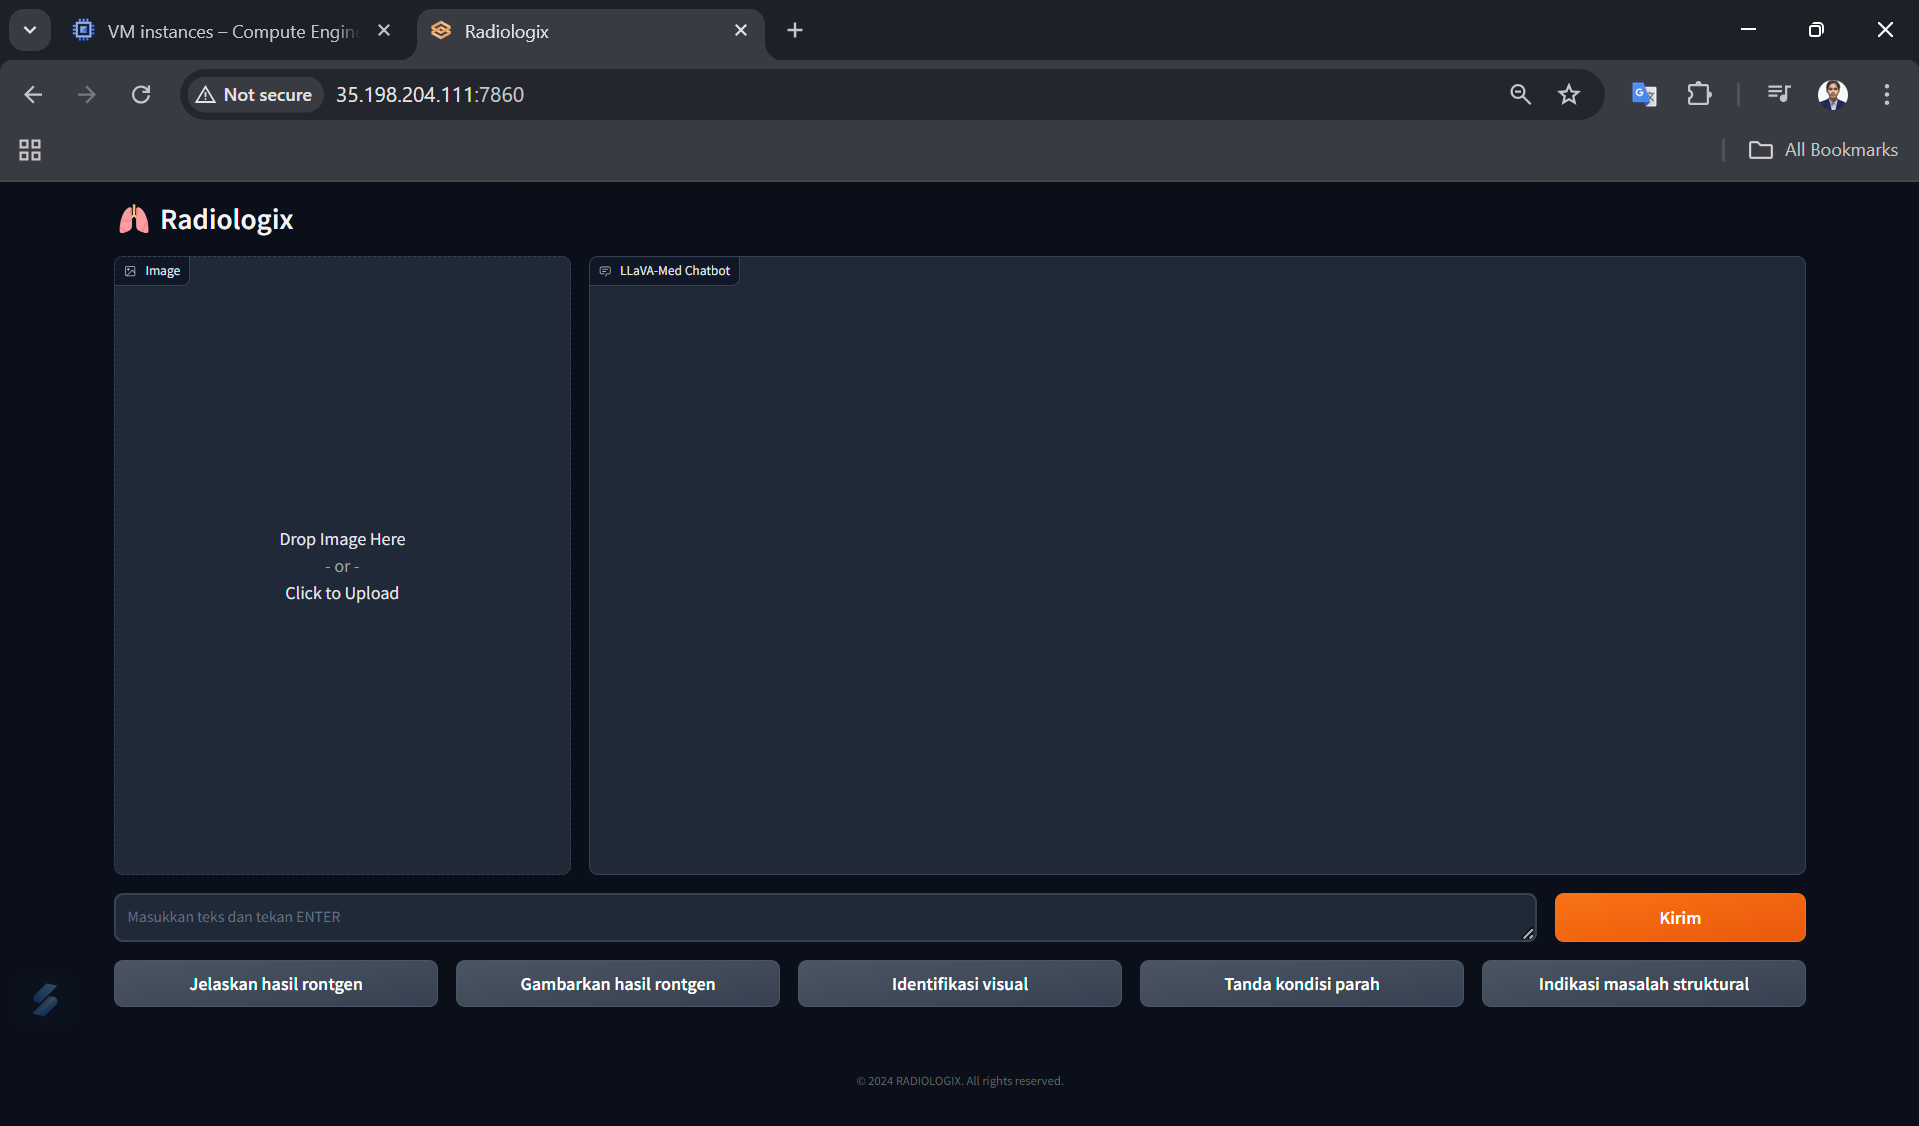 VM instances – Compute Engin
Radiologix
Not secure
35.198.204.111:7860
All Bookmarks
Radiologix
Image
LLaVA-Med Chatbot
Drop Image Here
- or -
Click to Upload
Masukkan teks dan tekan ENTER
Kirim
Jelaskan hasil rontgen
Gambarkan hasil rontgen
Identifikasi visual
Tanda kondisi parah
Indikasi masalah struktural
© 2024 RADIOLOGIX. All rights reserved.